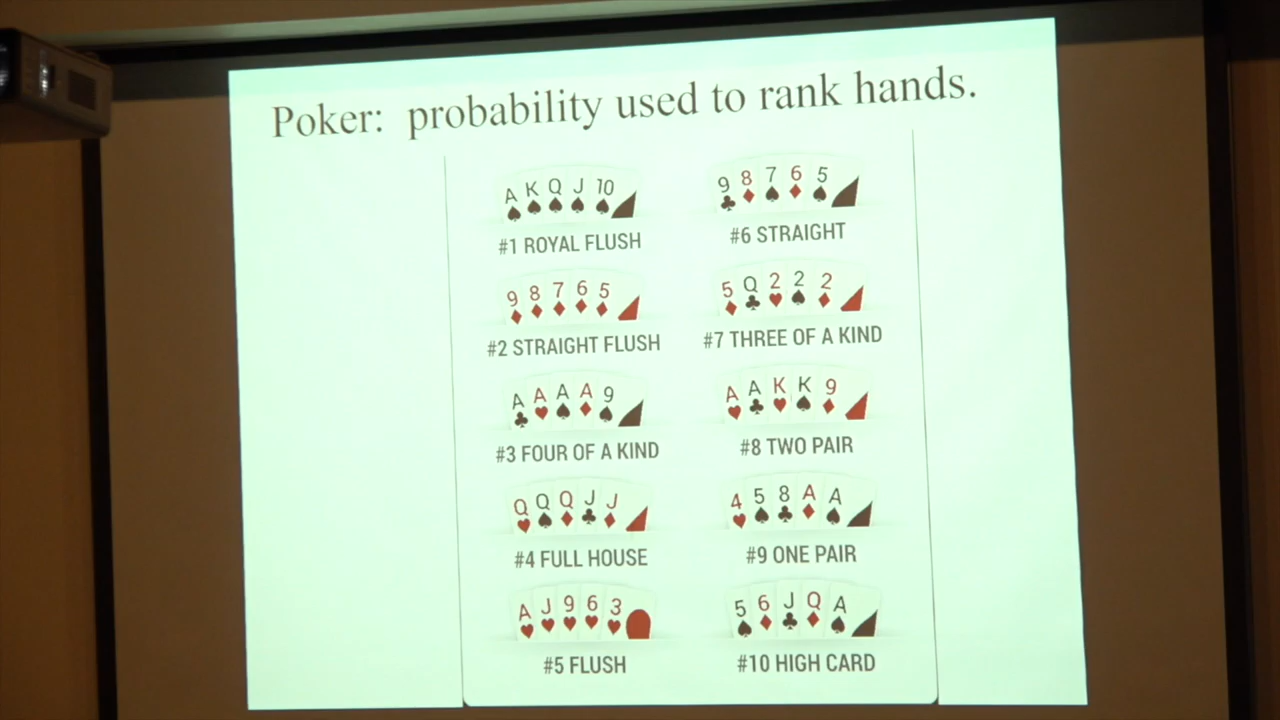 Poker: probability used to rank hands.
A K Q J 10
#1 ROYAL FLUSH
9 8 7 6 5
#2 STRAIGHT FLUSH
A A A A 9
#3 FOUR OF A KIND
Q Q Q J J
#4 FULL HOUSE
A J 9 6 3
#5 FLUSH
9 8 7 6 5
#6 STRAIGHT
5 Q 2 2 2
#7 THREE OF A KIND
A A K K 9
#8 TWO PAIR
4 5 8 A A
#9 ONE PAIR
5 6 J Q A
#10 HIGH CARD